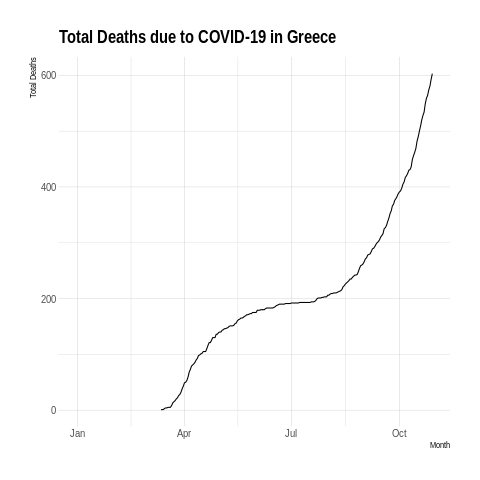 Total Deaths due to COVID-19 in Greece
Total Deaths
600
400
200
0
Jan Apr Jul Oct
Month